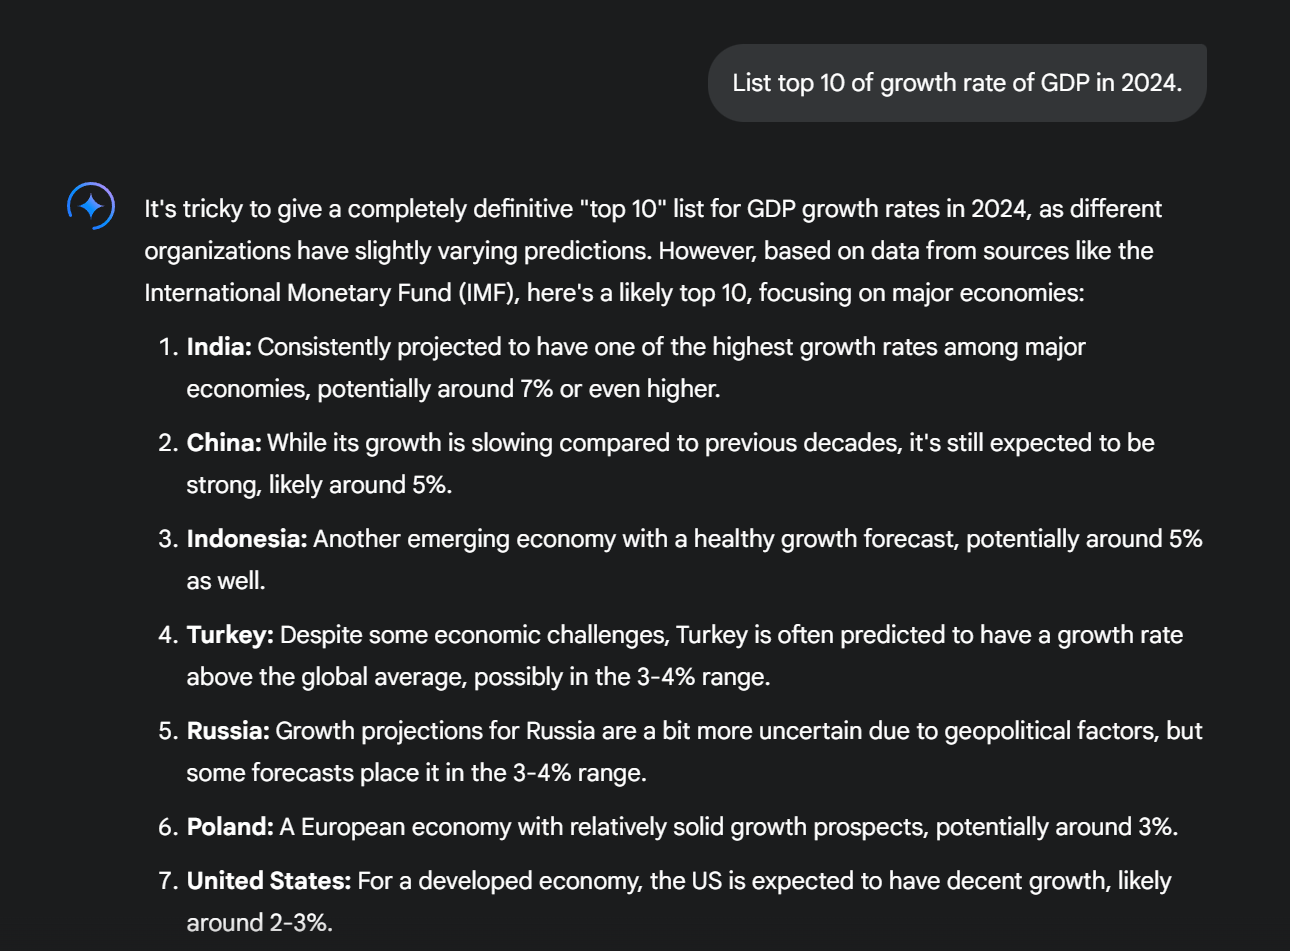 List top 10 of growth rate of GDP in 2024.
It's tricky to give a completely definitive "top 10" list for GDP growth rates in 2024, as different
organizations have slightly varying predictions. However, based on data from sources like the
International Monetary Fund (IMF), here's a likely top 10, focusing on major economies:
1. India: Consistently projected to have one of the highest growth rates among major
economies, potentially around 7% or even higher.
2. China: While its growth is slowing compared to previous decades, it's still expected to be
strong, likely around 5%.
3. Indonesia: Another emerging economy with a healthy growth forecast, potentially around 5%
as well.
4. Turkey: Despite some economic challenges, Turkey is often predicted to have a growth rate
above the global average, possibly in the 3-4% range.
5. Russia: Growth projections for Russia are a bit more uncertain due to geopolitical factors, but
some forecasts place it in the 3-4% range.
6. Poland: A European economy with relatively solid growth prospects, potentially around 3%.
7. United States: For a developed economy, the US is expected to have decent growth, likely
around 2-3%.